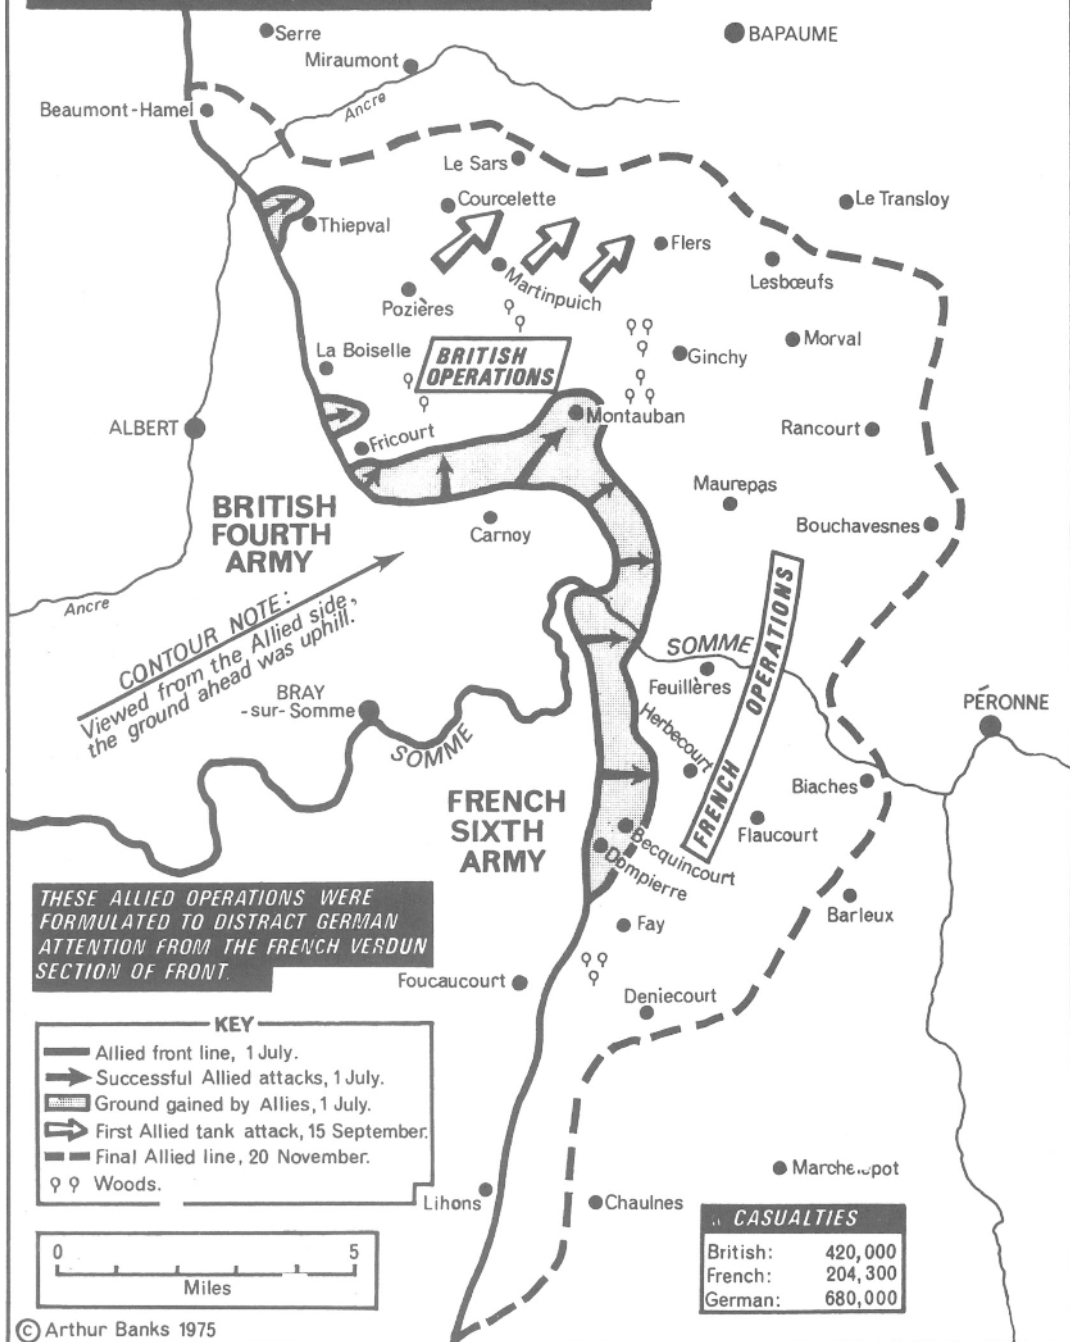 Serre
BAPAUME
Miraumont
Ancre
Beaumont-Hamel
Le Sars
Courcelette
Le Transloy
Thiepval
Flers
Lesbœufs
Martinpuich
Pozières
La Boiselle
BRITISH
OPERATIONS
Morval
Ginchy
Montauban
ALBERT
Fricourt
Rancourt
Maurepas
BRITISH
FOURTH
ARMY
Carnoy
Bouchavesnes
Ancre
CONTOUR NOTE:
Viewed from the Allied side,
the ground ahead was uphill.
SOMME
Feuillères
FRENCH OPERATIONS
BRAY
-sur-Somme
SOMME
Herbecourt
PÉRONNE
Biaches
FRENCH
SIXTH
ARMY
Flaucourt
Becquincourt
Dompierre
THESE ALLIED OPERATIONS WERE
FORMULATED TO DISTRACT GERMAN
ATTENTION FROM THE FRENCH VERDUN
SECTION OF FRONT.
Barleux
Fay
Foucaucourt
Deniecourt
KEY
Allied front line, 1 July.
Successful Allied attacks, 1 July.
Ground gained by Allies, 1 July.
First Allied tank attack, 15 September.
Final Allied line, 20 November.
Woods.
Lihons
Chaulnes
CASUALTIES
British: 420,000
French: 204,300
German: 680,000
0 5
Miles
© Arthur Banks 1975